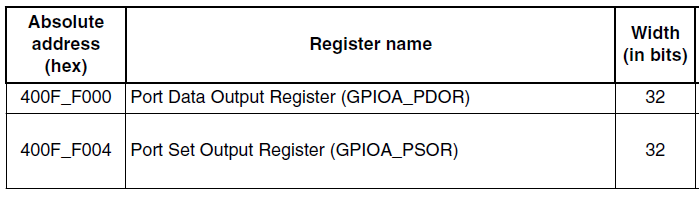 Absolute
address
(hex)
Register name
Width
(in bits)
400F_F000 Port Data Output Register (GPIOA_PDOR) 32
400F_F004 Port Set Output Register (GPIOA_PSOR) 32